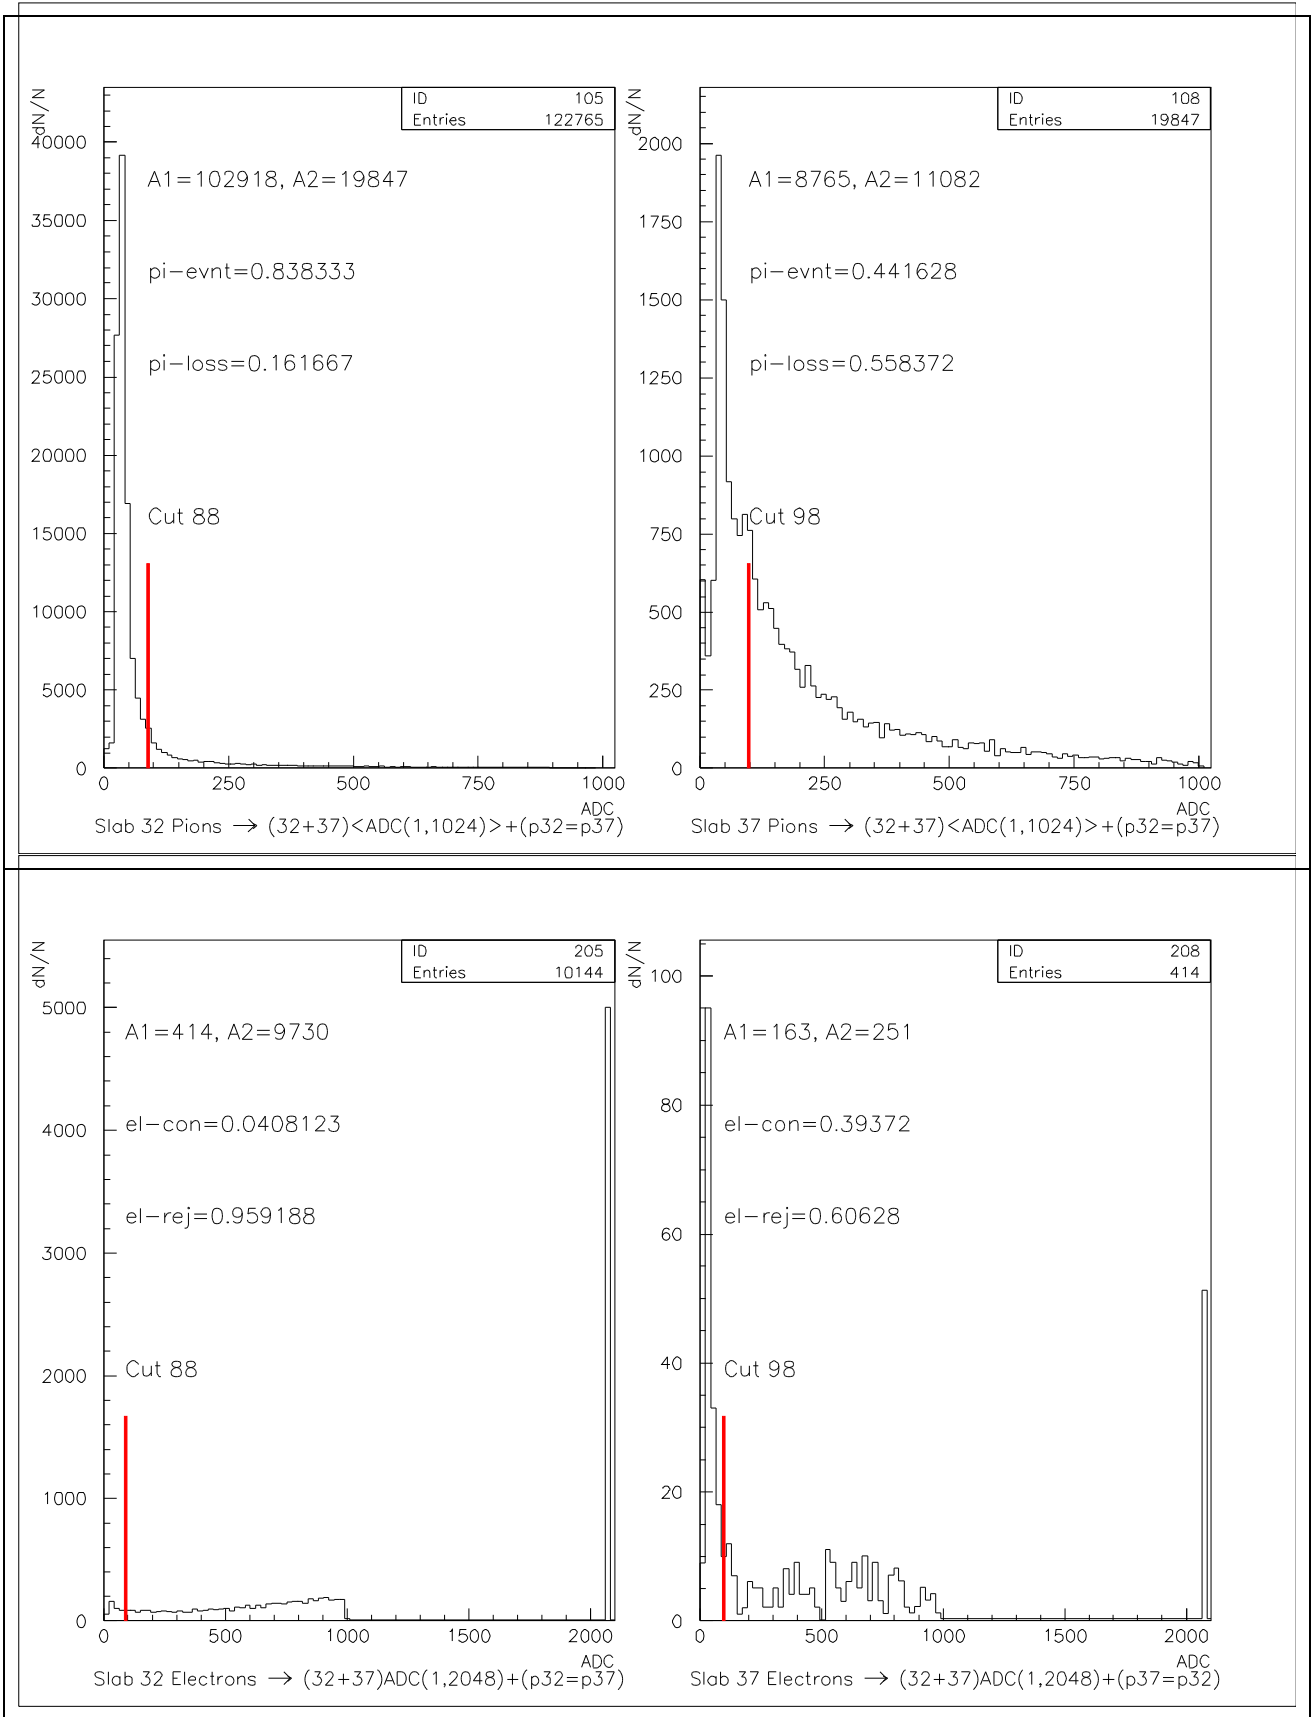 dN/N
ID 105
Entries 122765
40000
A1=102918, A2=19847
35000
pi-evnt=0.838333
30000
pi-loss=0.161667
25000
20000
Cut 88
15000
10000
5000
0
0 250 500 750 1000
ADC
Slab 32 Pions → (32+37)<ADC(1,1024)>+(p32=p37)
dN/N
ID 108
Entries 19847
2000
A1=8765, A2=11082
1750
pi-evnt=0.441628
1500
pi-loss=0.558372
1250
1000
Cut 98
750
500
250
0
0 250 500 750 1000
ADC
Slab 37 Pions → (32+37)<ADC(1,1024)>+(p32=p37)
dN/N
ID 205
Entries 10144
5000
A1=414, A2=9730
el-con=0.0408123
4000
el-rej=0.959188
3000
Cut 88
2000
1000
0
0 500 1000 1500 2000
ADC
Slab 32 Electrons → (32+37)ADC(1,2048)+(p32=p37)
dN/N
ID 208
Entries 414
100
A1=163, A2=251
80
el-con=0.39372
el-rej=0.60628
60
40
Cut 98
20
0
0 500 1000 1500 2000
ADC
Slab 37 Electrons → (32+37)ADC(1,2048)+(p37=p32)